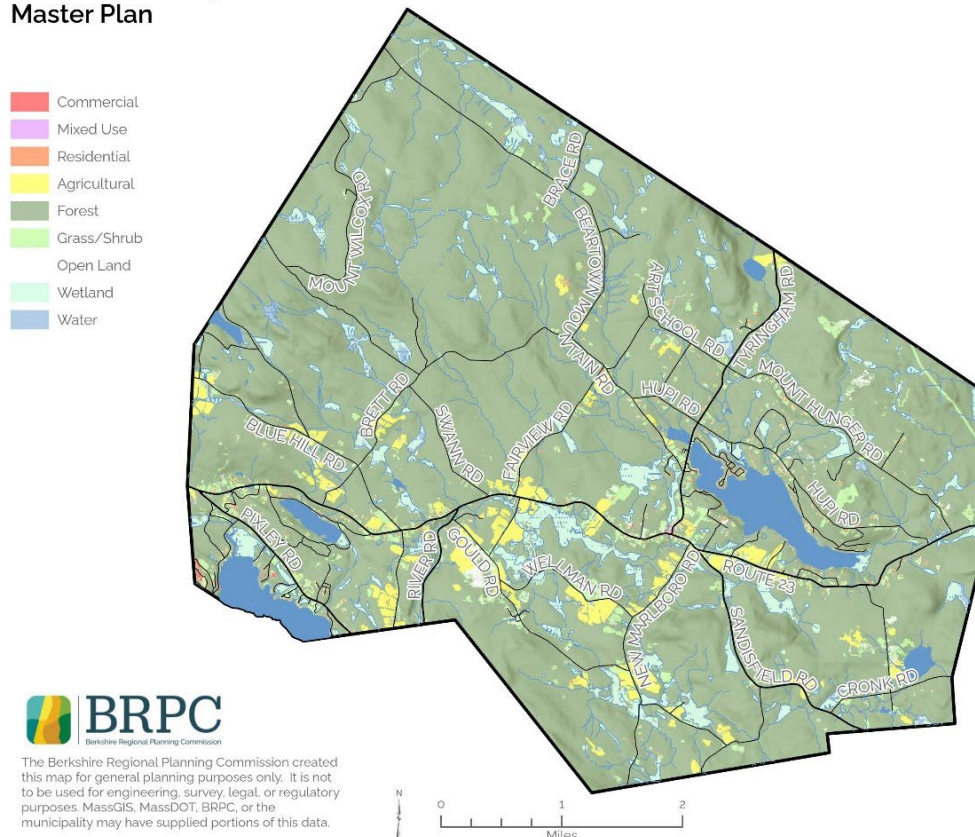 Master Plan
Commercial
Mixed Use
Residential
Agricultural
Forest
Grass/Shrub
Open Land
Wetland
Water
BRACE RD
MOUNT WILCOX RD
BEARTOWN MOUNTAIN RD
ART SCHOOL RD
TYRINGHAM RD
MOUNT HUNGER RD
HUPI RD
BRETT RD
SWANN RD
FAIRVIEW RD
BLUE HILL RD
HUPI RD
PIXLEY RD
RIVER RD
GOULD RD
WELLMAN RD
ROUTE 23
NEW MARLBORO RD
SANDISFIELD RD
CRONK RD
BRPC
Berkshire Regional Planning Commission
The Berkshire Regional Planning Commission created
this map for general planning purposes only. It is not
to be used for engineering, survey, legal, or regulatory
purposes. MassGIS, MassDOT, BRPC, or the
municipality may have supplied portions of this data.
N
0 1 2
Miles